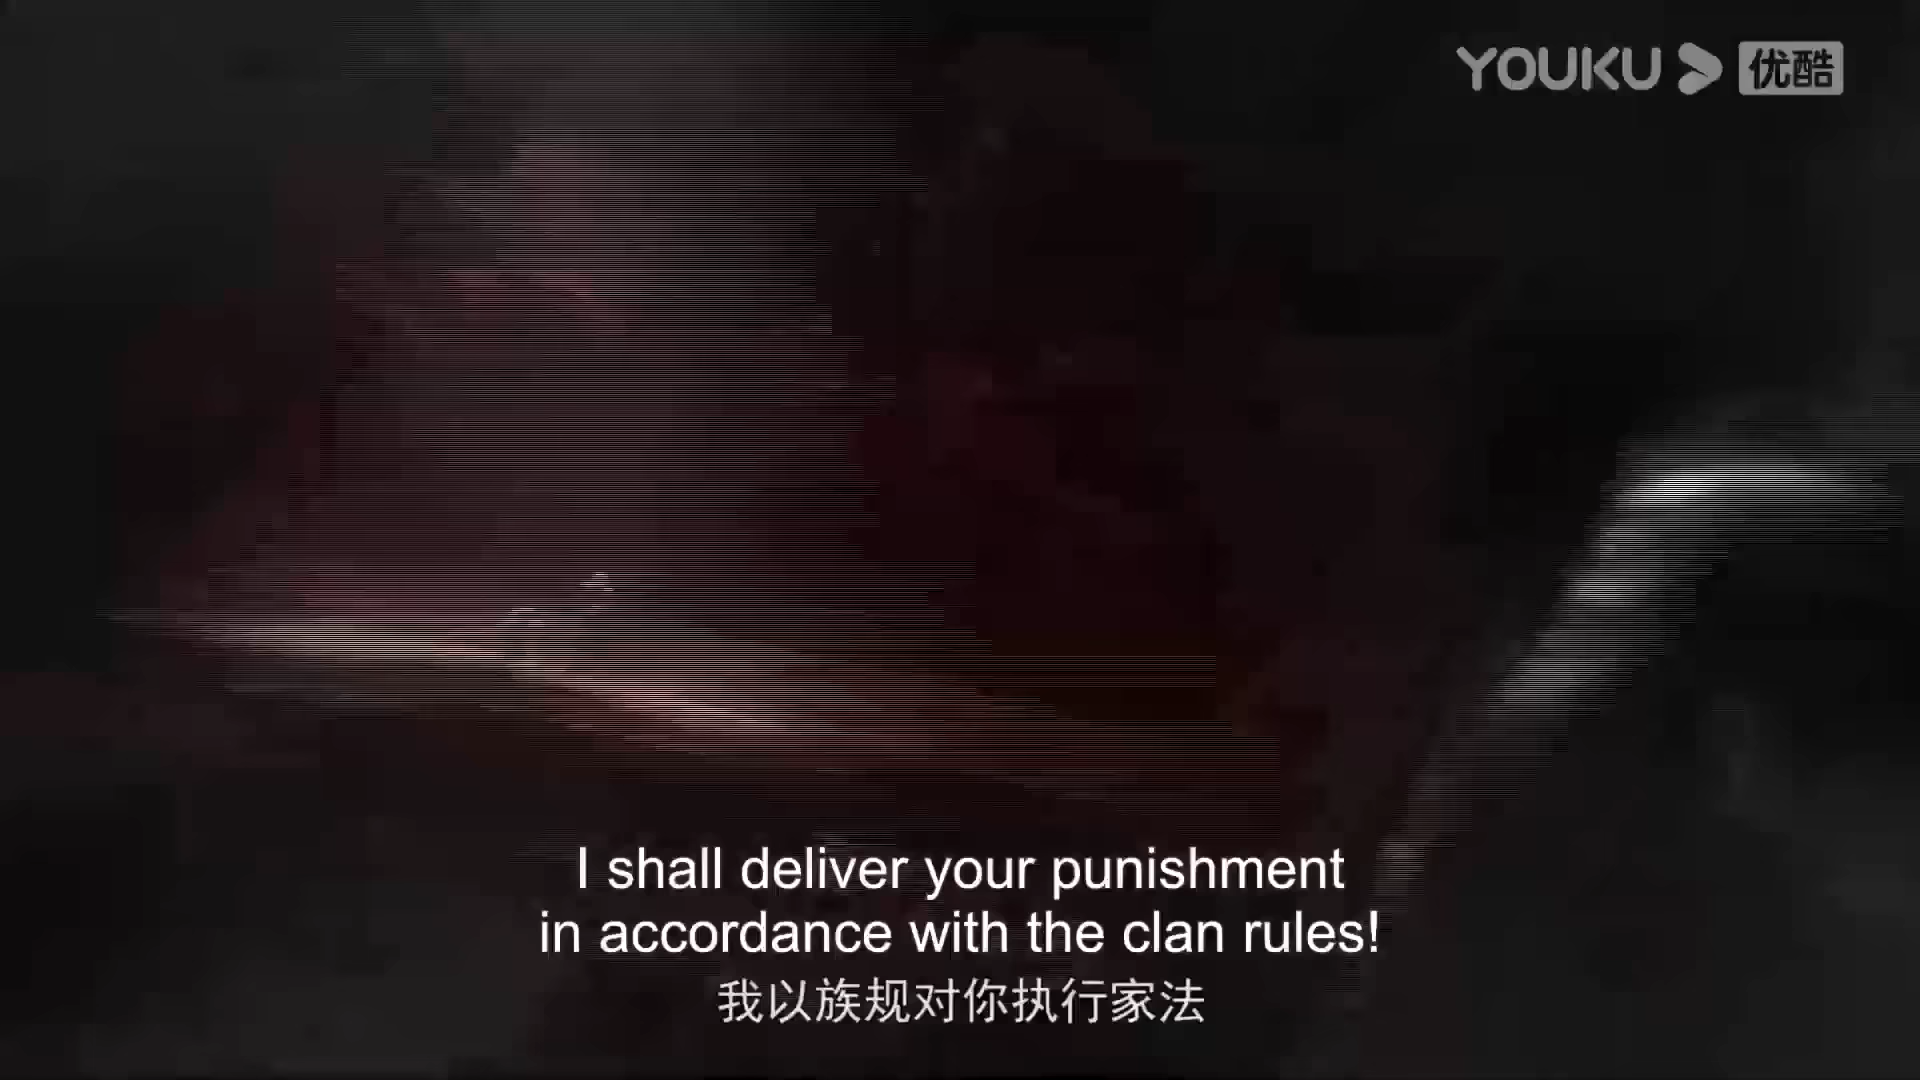 YOUKU 优酷
I shall deliver your punishment
in accordance with the clan rules!
我以族规对你执行家法